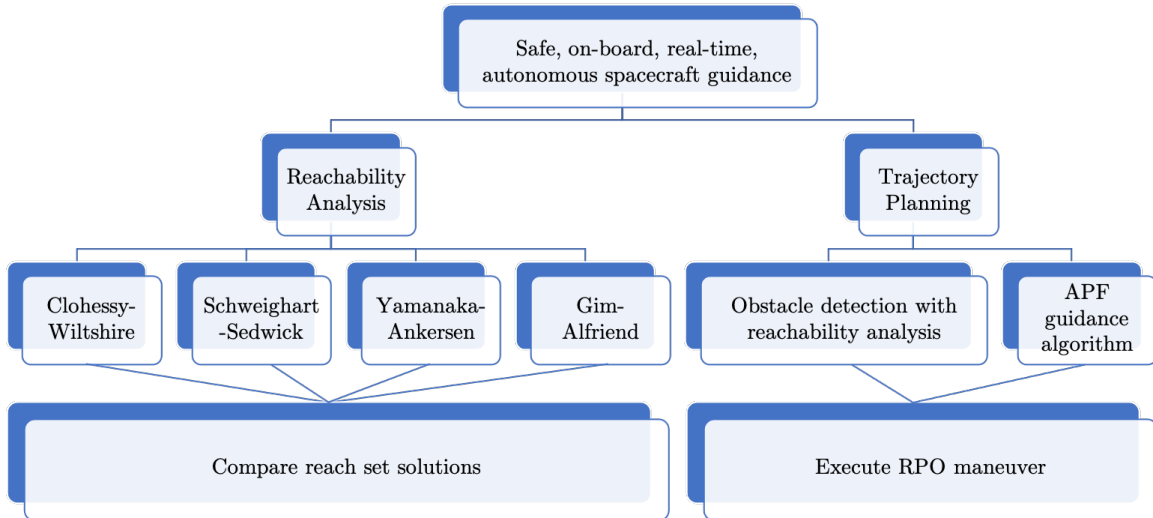 Safe, on-board, real-time,
autonomous spacecraft guidance
Reachability
Analysis
Trajectory
Planning
Clohessy-
Wiltshire
Schweighart
-Sedwick
Yamanaka-
Ankersen
Gim-
Alfriend
Obstacle detection with
reachability analysis
APF
guidance
algorithm
Compare reach set solutions
Execute RPO maneuver